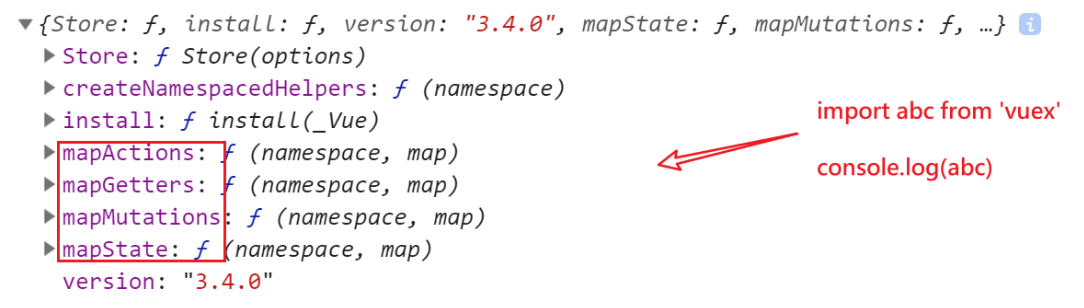 ▼{Store: ƒ, install: ƒ, version: "3.4.0", mapState: ƒ, mapMutations: ƒ, …} i
▶Store: ƒ Store(options)
▶createNamespacedHelpers: ƒ (namespace)
▶install: ƒ install(_Vue)
▶mapActions: ƒ (namespace, map)
▶mapGetters: ƒ (namespace, map)
▶mapMutations: ƒ (namespace, map)
▶mapState: ƒ (namespace, map)
version: "3.4.0"
import abc from 'vuex'
console.log(abc)